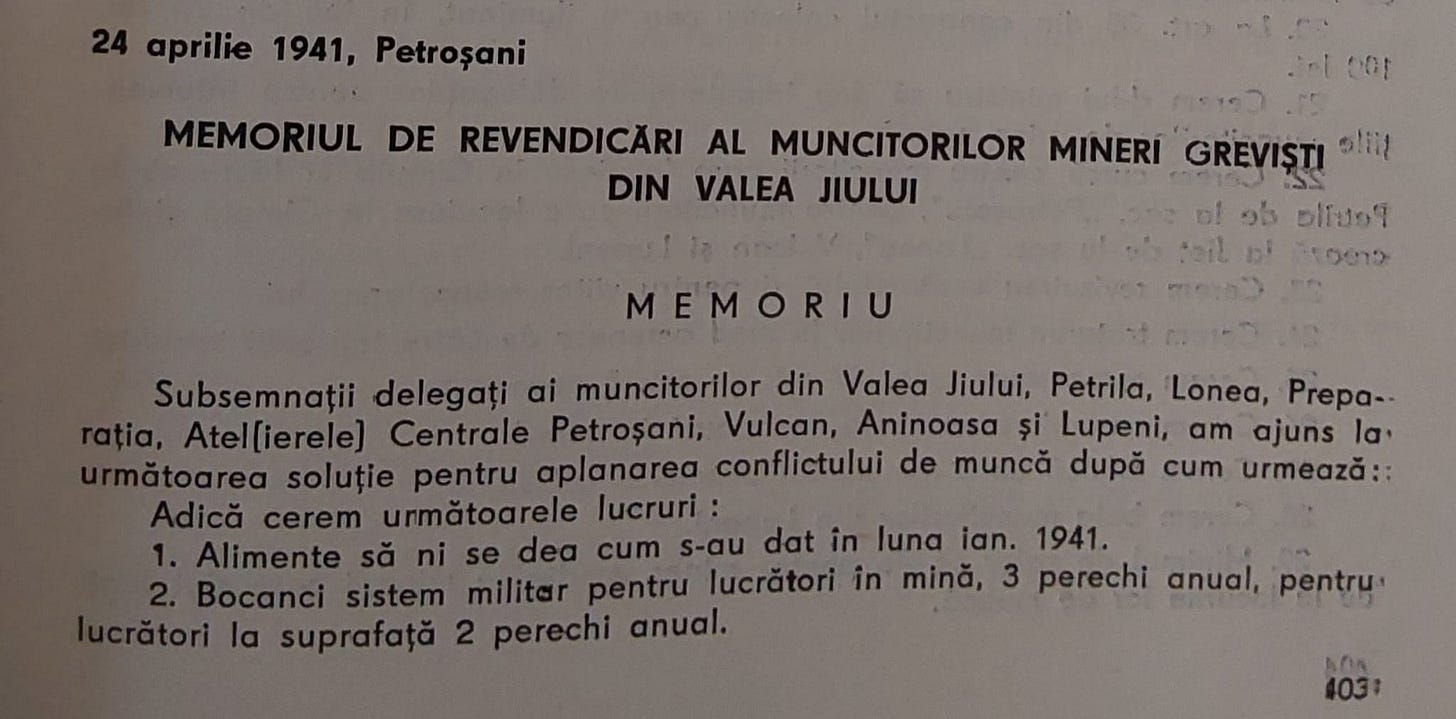 24 aprilie 1941, Petroșani
MEMORIUL DE REVENDICĂRI AL MUNCITORILOR MINERI GREVIȘTI
DIN VALEA JIULUI
MEMORIU
Subsemnații delegați ai muncitorilor din Valea Jiului, Petrila, Lonea, Prepa-
rația, Atel[ierele] Centrale Petroșani, Vulcan, Aninoasa și Lupeni, am ajuns la
următoarea soluție pentru aplanarea conflictului de muncă după cum urmează:
Adică cerem următoarele lucruri :
1. Alimente să ni se dea cum s-au dat în luna ian. 1941.
2. Bocanci sistem militar pentru lucrători în mină, 3 perechi anual, pentru
lucrători la suprafață 2 perechi anual.
403